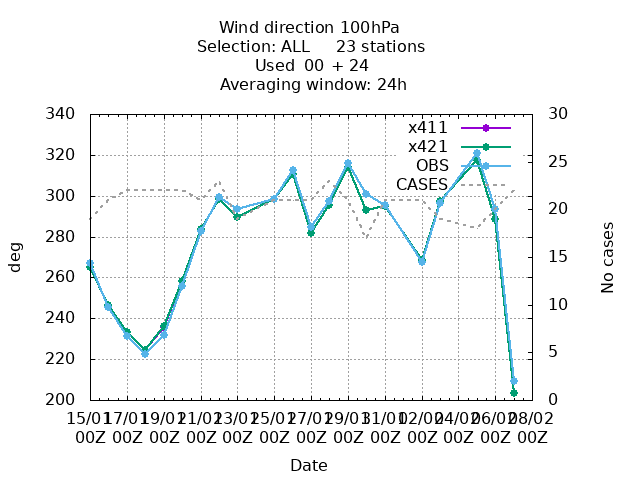 Wind direction 100hPa
Selection: ALL 23 stations
Used 00 + 24
Averaging window: 24h
340 30
x411
x421
OBS
CASES
320 25
300 20
280 15
260 10
240 5
220 0
200
deg
No cases
15/01 17/01 19/01 21/01 23/01 25/01 27/01 29/01 31/01 02/02 04/02 06/02 08/02
00Z 00Z 00Z 00Z 00Z 00Z 00Z 00Z 00Z 00Z 00Z 00Z 00Z
Date